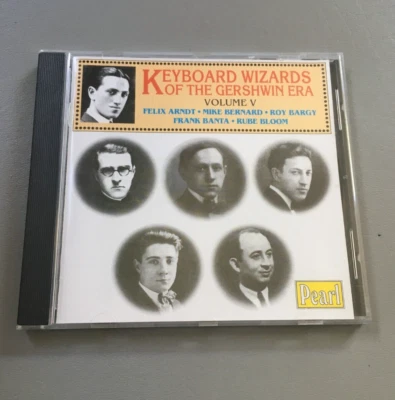 KEYBOARD WIZARDS
OF THE GERSHWIN ERA
VOLUME V
FELIX ARNDT • MIKE BERNARD • ROY BARGY
FRANK BANTA • RUBE BLOOM
Pearl